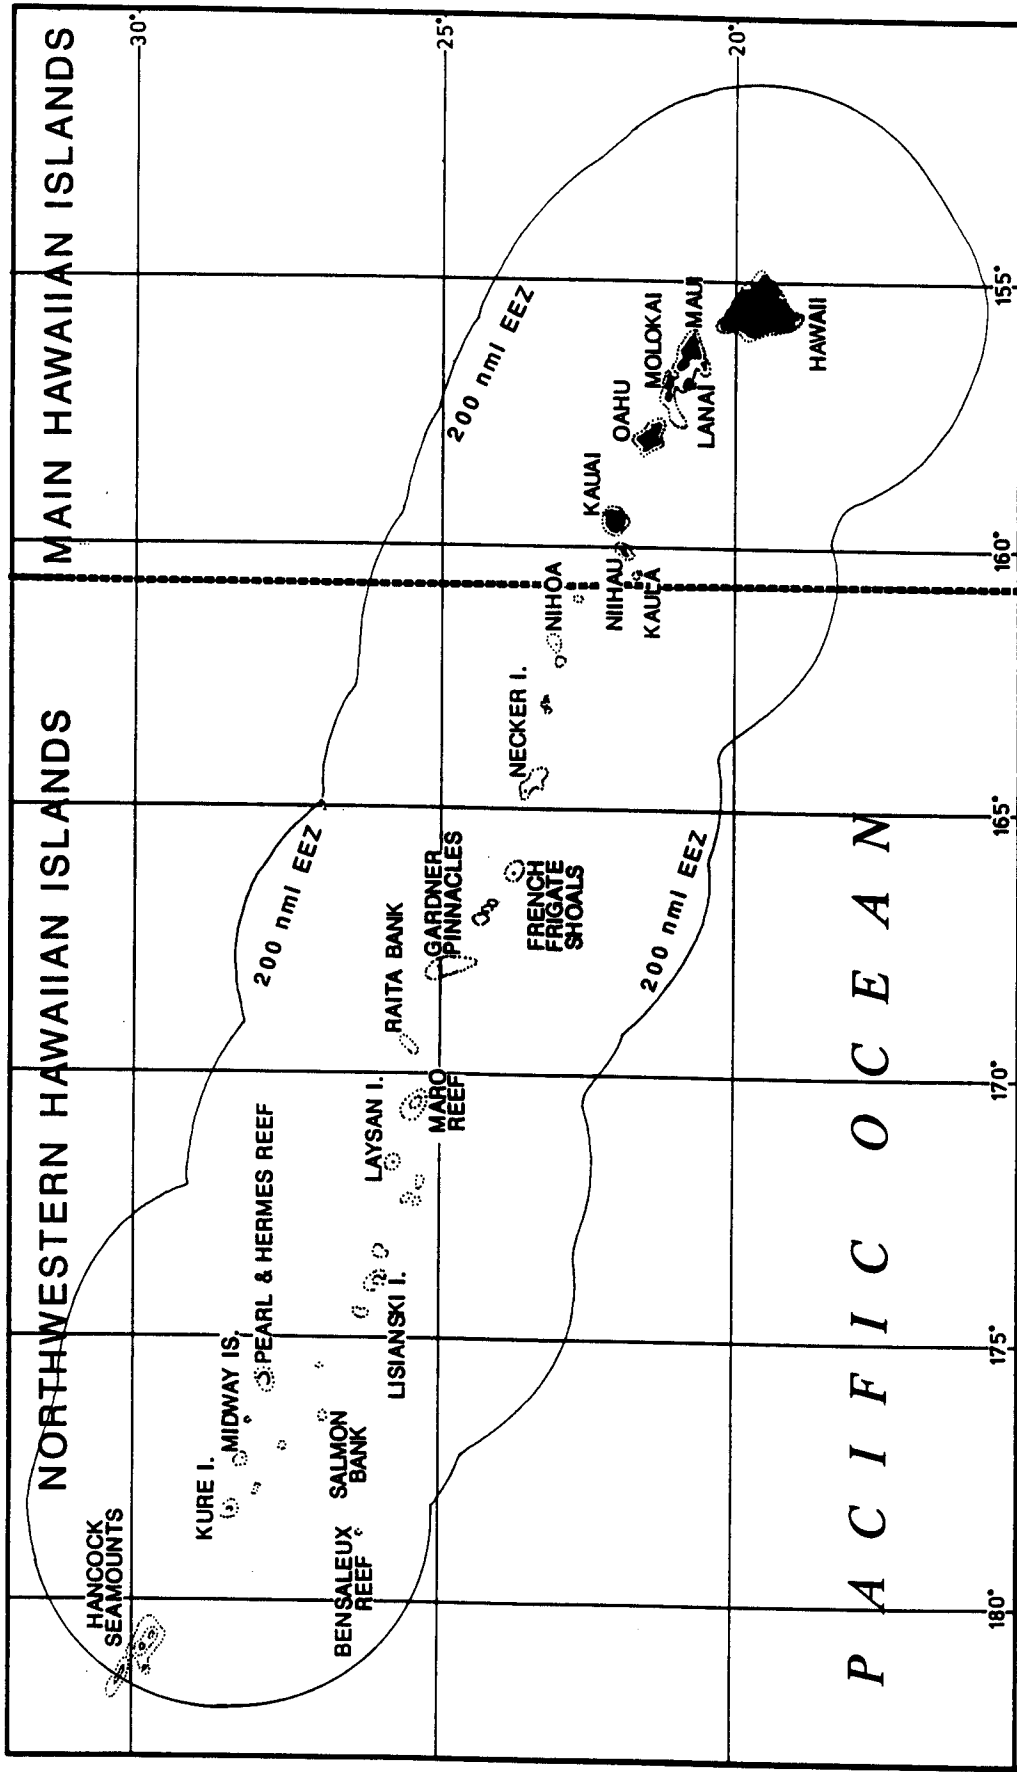 NORTHWESTERN HAWAIIAN ISLANDS
MAIN HAWAIIAN ISLANDS
30°
25°
20°
HANCOCK
SEAMOUNTS
KURE I.
MIDWAY IS.
PEARL & HERMES REEF
BENSALEUX
REEF
SALMON
BANK
LISIANSKI I.
LAYSAN I.
MARO
REEF
RAITA BANK
GARDNER
PINNACLES
FRENCH
FRIGATE
SHOALS
NECKER I.
NIHOA
NIIHAU
KAULA
KAUAI
OAHU
MOLOKAI
MAUI
LANAI
HAWAII
200 nmi EEZ
200 nmi EEZ
200 nmi EEZ
PACIFIC OCEAN
180°
175°
170°
165°
160°
155°